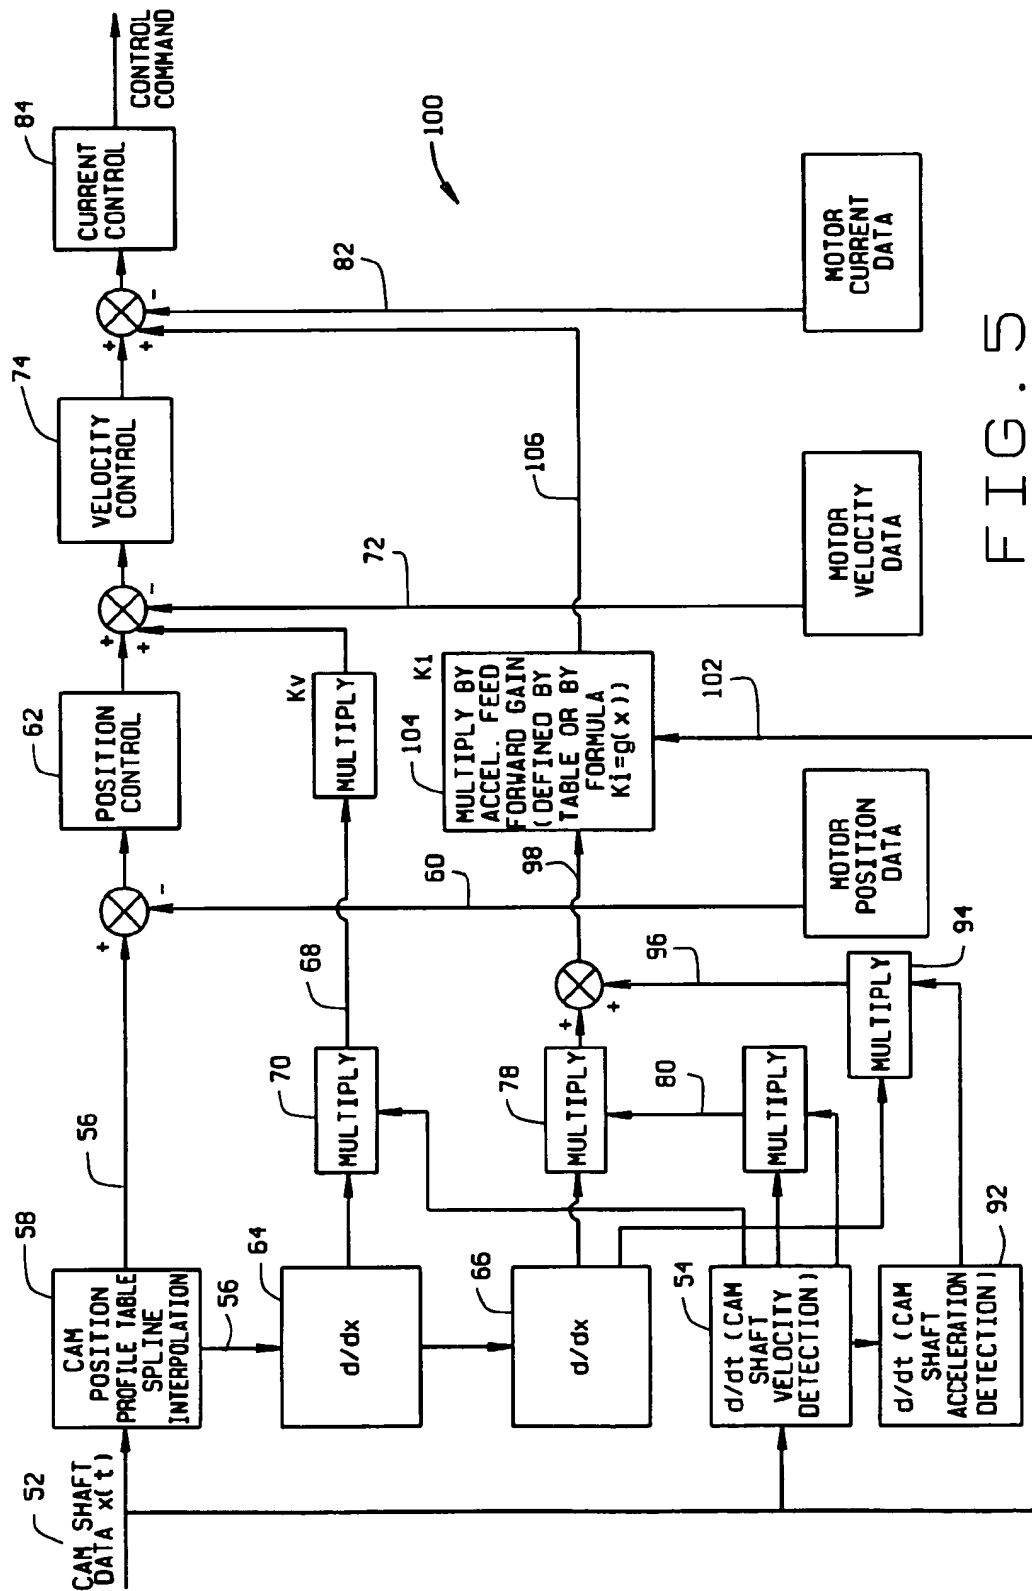 52
CAM SHAFT
DATA x(t)
58
CAM
POSITION
PROFILE TABLE
SPLINE
INTERPOLATION
56
56
+
-
62
POSITION
CONTROL
+
+
-
74
VELOCITY
CONTROL
+
+
-
84
CURRENT
CONTROL
CONTROL
COMMAND
64
d/dx
70
MULTIPLY
68
Kv
MULTIPLY
72
82
100
66
d/dx
78
MULTIPLY
+
+
98
60
104
K1
MULTIPLY BY
ACCEL. FEED
FORWARD GAIN
(DEFINED BY
TABLE OR BY
FORMULA
Ki=g(x))
106
80
96
54
d/dt (CAM
SHAFT
VELOCITY
DETECTION)
MULTIPLY
MULTIPLY
94
102
92
d/dt (CAM
SHAFT
ACCELERATION
DETECTION)
MOTOR
POSITION
DATA
MOTOR
VELOCITY
DATA
MOTOR
CURRENT
DATA
FIG.5